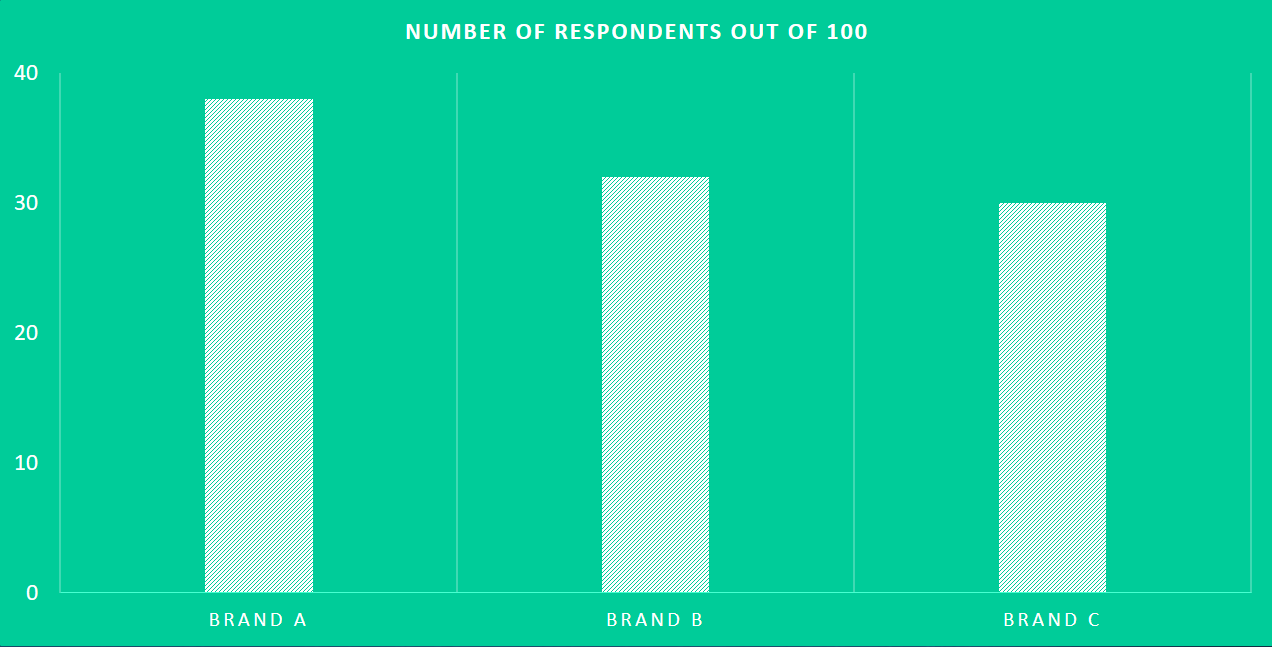 NUMBER OF RESPONDENTS OUT OF 100
40
30
20
10
0
BRAND A
BRAND B
BRAND C